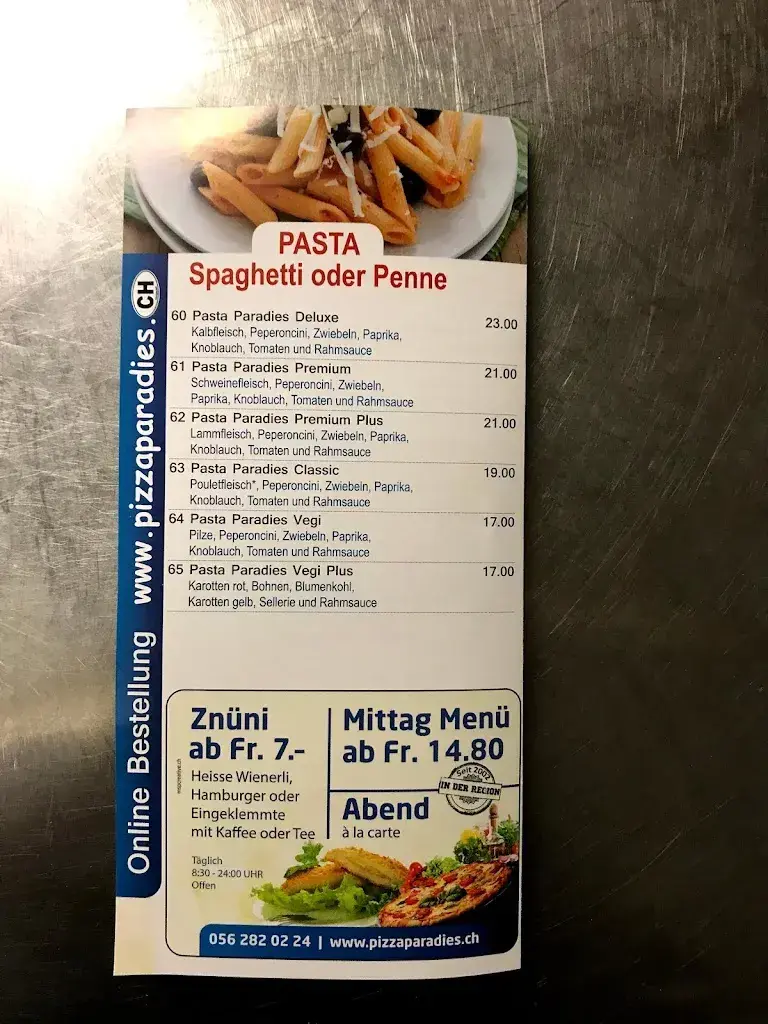 PASTA
Spaghetti oder Penne
60 Pasta Paradies Deluxe 23.00
Kalbfleisch, Peperoncini, Zwiebeln, Paprika,
Knoblauch, Tomaten und Rahmsauce
61 Pasta Paradies Premium 21.00
Schweinefleisch, Peperoncini, Zwiebeln,
Paprika, Knoblauch, Tomaten und Rahmsauce
62 Pasta Paradies Premium Plus 21.00
Lammfleisch, Peperoncini, Zwiebeln, Paprika,
Knoblauch, Tomaten und Rahmsauce
63 Pasta Paradies Classic 19.00
Pouletfleisch*, Peperoncini, Zwiebeln, Paprika,
Knoblauch, Tomaten und Rahmsauce
64 Pasta Paradies Vegi 17.00
Pilze, Peperoncini, Zwiebeln, Paprika,
Knoblauch, Tomaten und Rahmsauce
65 Pasta Paradies Vegi Plus 17.00
Karotten rot, Bohnen, Blumenkohl,
Karotten gelb, Sellerie und Rahmsauce
Online Bestellung www.pizzaparadies.CH
Znüni
ab Fr. 7.-
Heisse Wienerli,
Hamburger oder
Eingeklemmte
mit Kaffee oder Tee
Täglich
8:30 - 24:00 UHR
Offen
Mittag Menü
ab Fr. 14.80
Seit 2002
IN DER REGION
Abend
à la carte
056 282 02 24 | www.pizzaparadies.ch